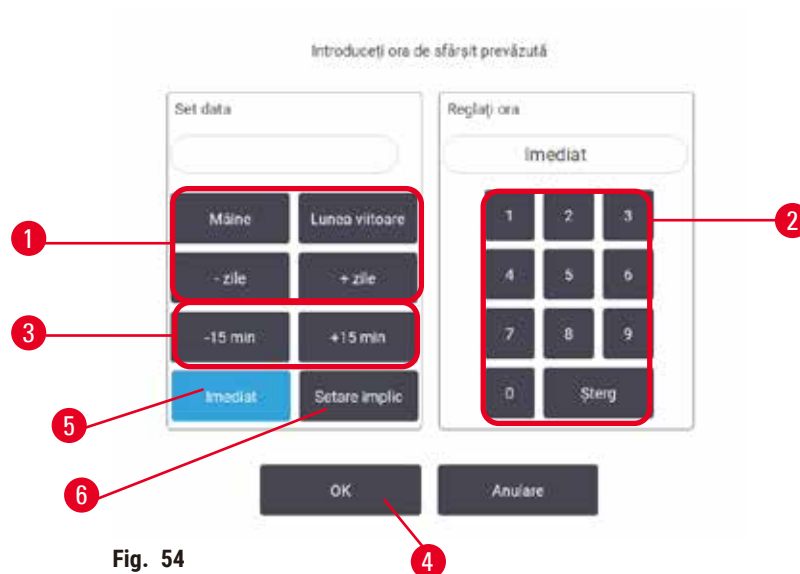 Introduceți ora de sfârșit prevăzută
Set data
Reglați ora
Imediat
Mâine
Lunea viitoare
1
2
3
1
2
- zile
+ zile
4
5
6
3
-15 min
+15 min
7
8
9
Imediat
Setare implic
0
Șterg
5
6
OK
Anulare
4
Fig. 54